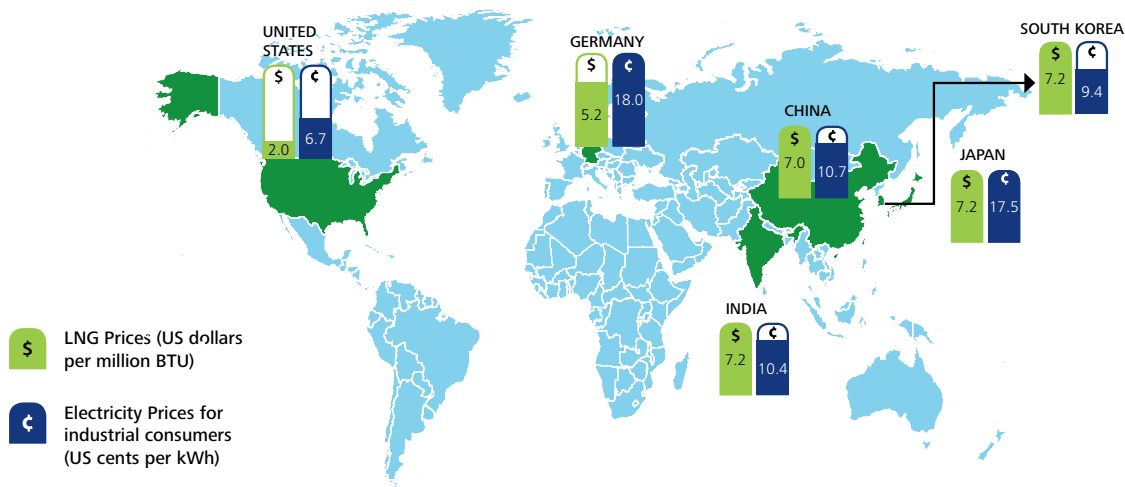 UNITED
STATES
$ ¢
2.0 6.7
GERMANY
$ ¢
5.2 18.0
CHINA
$ ¢
7.0 10.7
SOUTH KOREA
$ ¢
7.2 9.4
JAPAN
$ ¢
7.2 17.5
INDIA
$ ¢
7.2 10.4
$
LNG Prices (US dollars
per million BTU)
¢
Electricity Prices for
industrial consumers
(US cents per kWh)